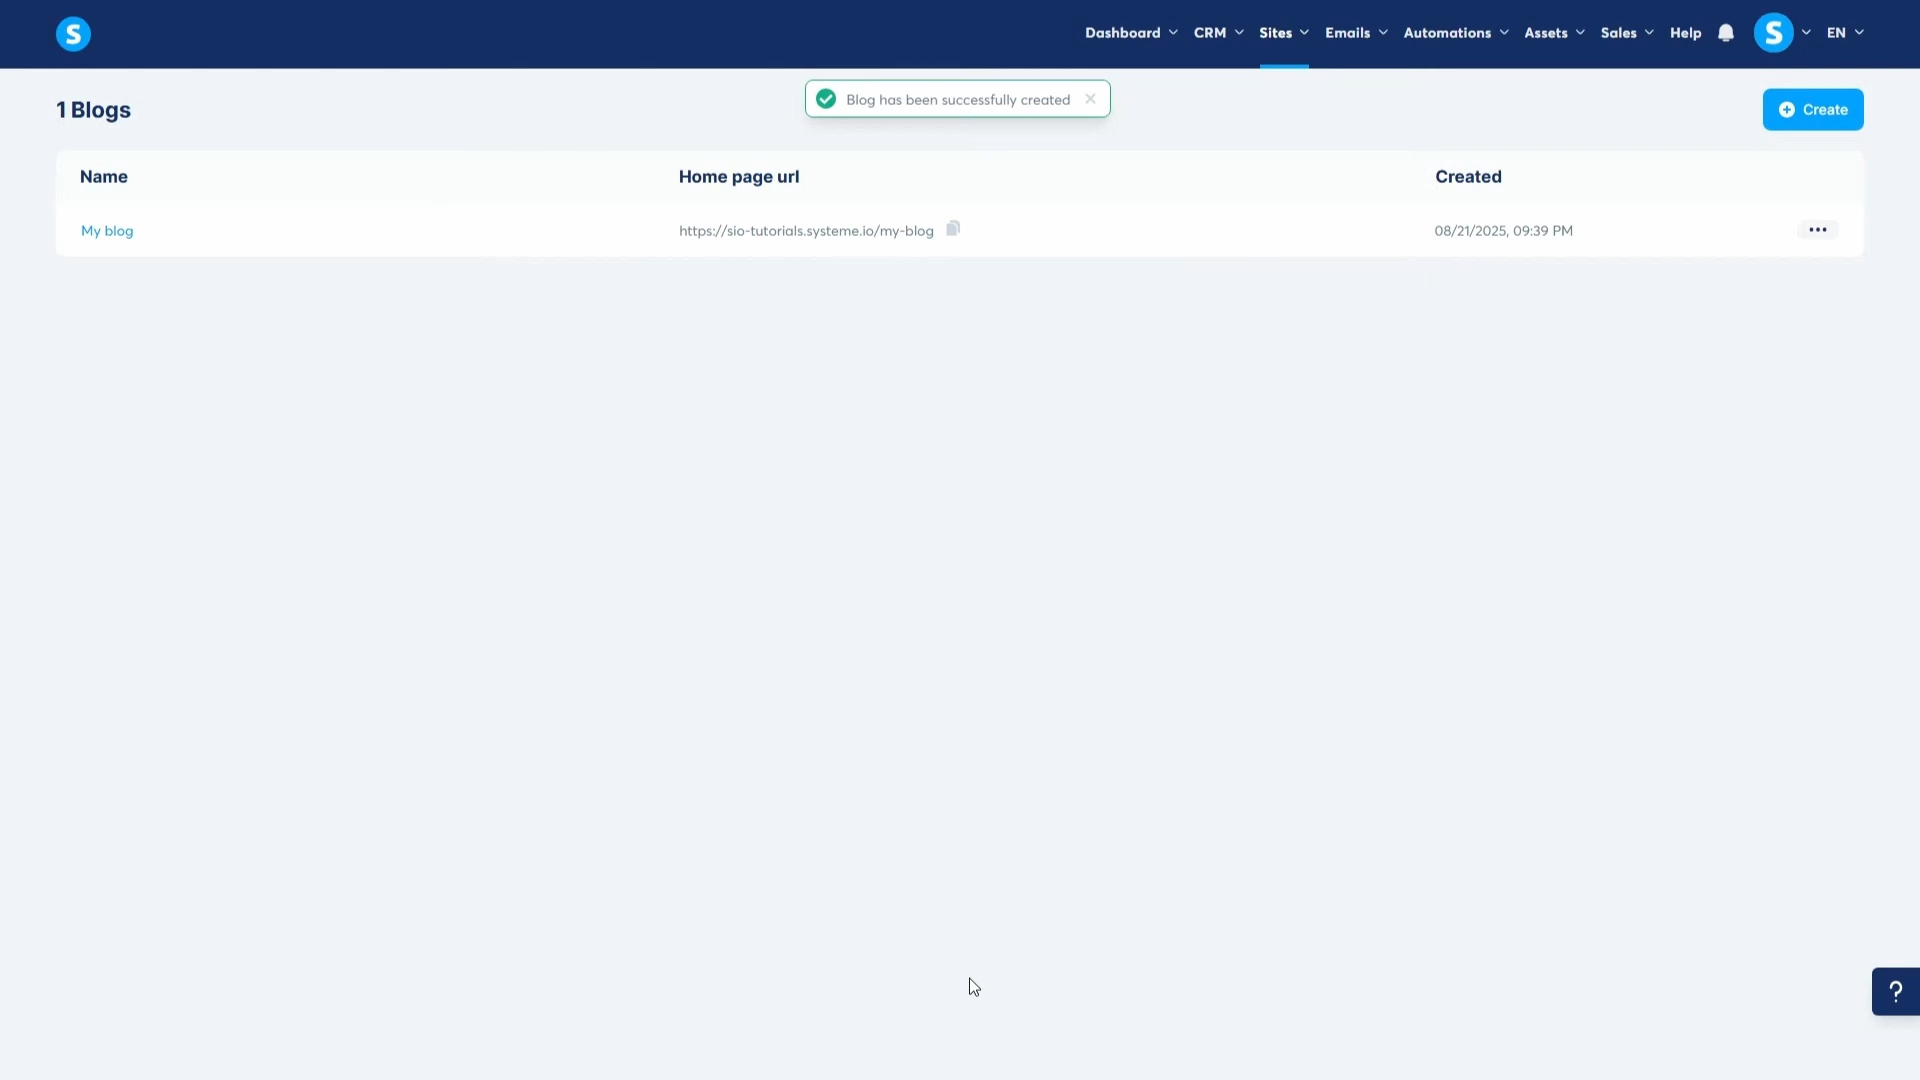 S
Dashboard CRM Sites Emails Automations Assets Sales Help S EN
Blog has been successfully created
1 Blogs
Create
Name Home page url Created
My blog https://sio-tutorials.systeme.io/my-blog 08/21/2025, 09:39 PM
?